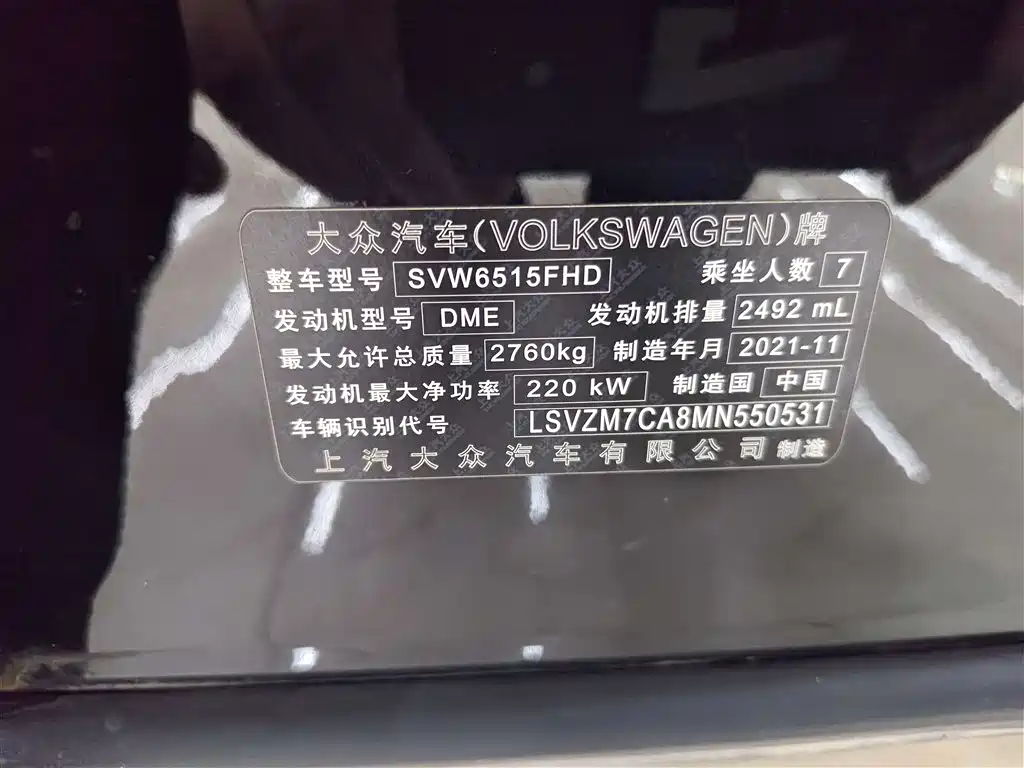 大众汽车(VOLKSWAGEN)牌
整车型号 SVW6515FHD 乘坐人数 7
发动机型号 DME 发动机排量 2492 mL
最大允许总质量 2760kg 制造年月 2021-11
发动机最大净功率 220 kW 制造国 中国
车辆识别代号 LSVZM7CA8MN550531
上汽大众汽车有限公司 制造